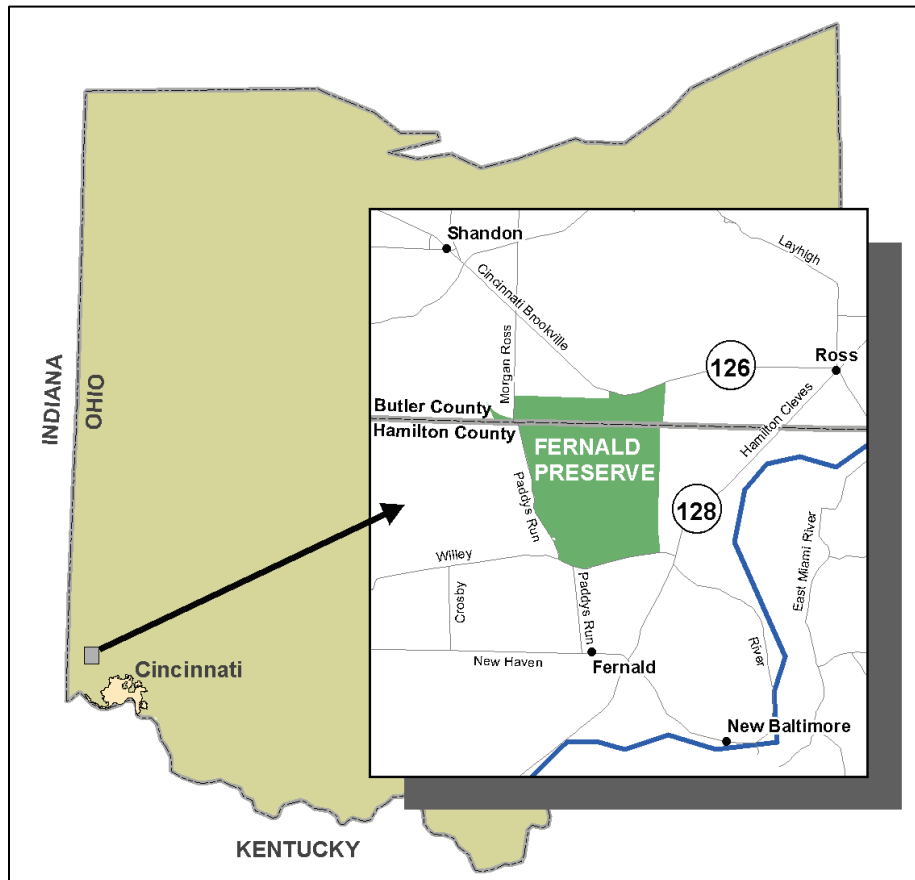 Shandon
Layhigh
Cincinnati Brookville
Morgan Ross
126
Ross
INDIANA
OHIO
Butler County
Hamilton County
Hamilton Cleves
FERNALD
PRESERVE
Paddys Run
128
Willey
Crosby
Paddys Run
East Miami River
River
New Haven
Fernald
Cincinnati
New Baltimore
KENTUCKY